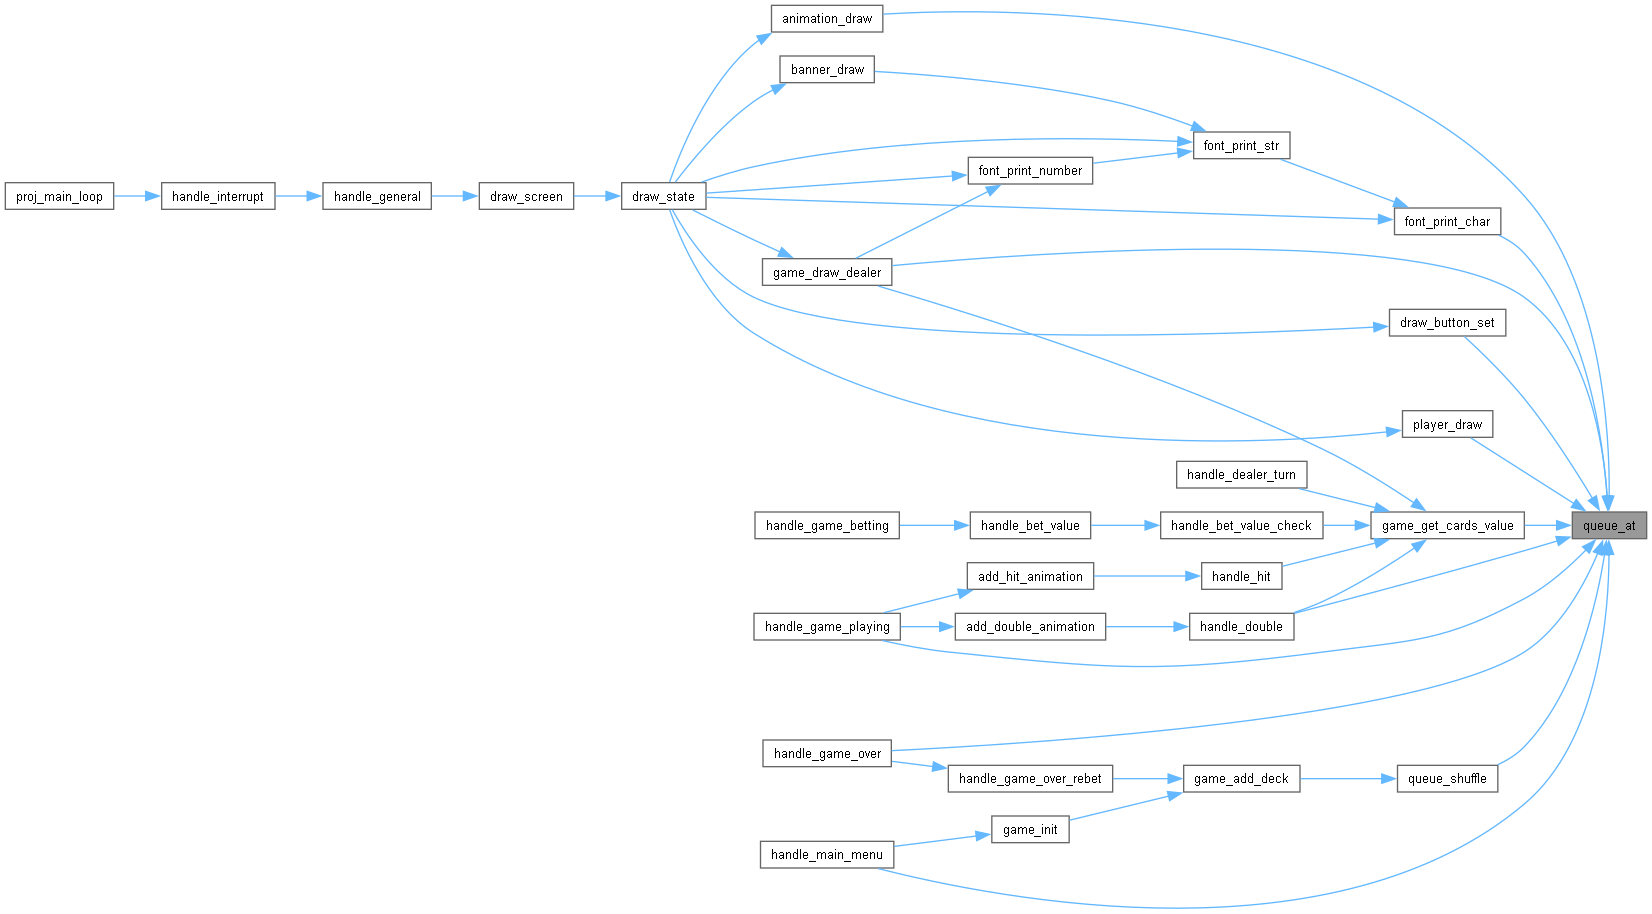 animation_draw
banner_draw
font_print_str
font_print_number
proj_main_loop
handle_interrupt
handle_general
draw_screen
draw_state
font_print_char
game_draw_dealer
draw_button_set
player_draw
handle_dealer_turn
handle_game_betting
handle_bet_value
handle_bet_value_check
game_get_cards_value
queue_at
add_hit_animation
handle_hit
handle_game_playing
add_double_animation
handle_double
handle_game_over
handle_game_over_rebet
game_add_deck
queue_shuffle
game_init
handle_main_menu